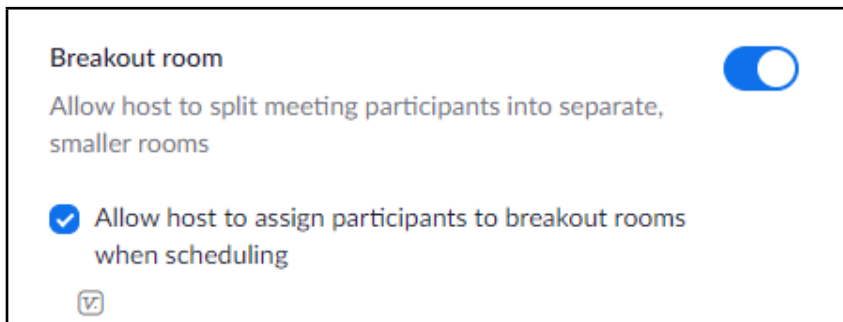 Breakout room
Allow host to split meeting participants into separate,
smaller rooms
Allow host to assign participants to breakout rooms
when scheduling
V.